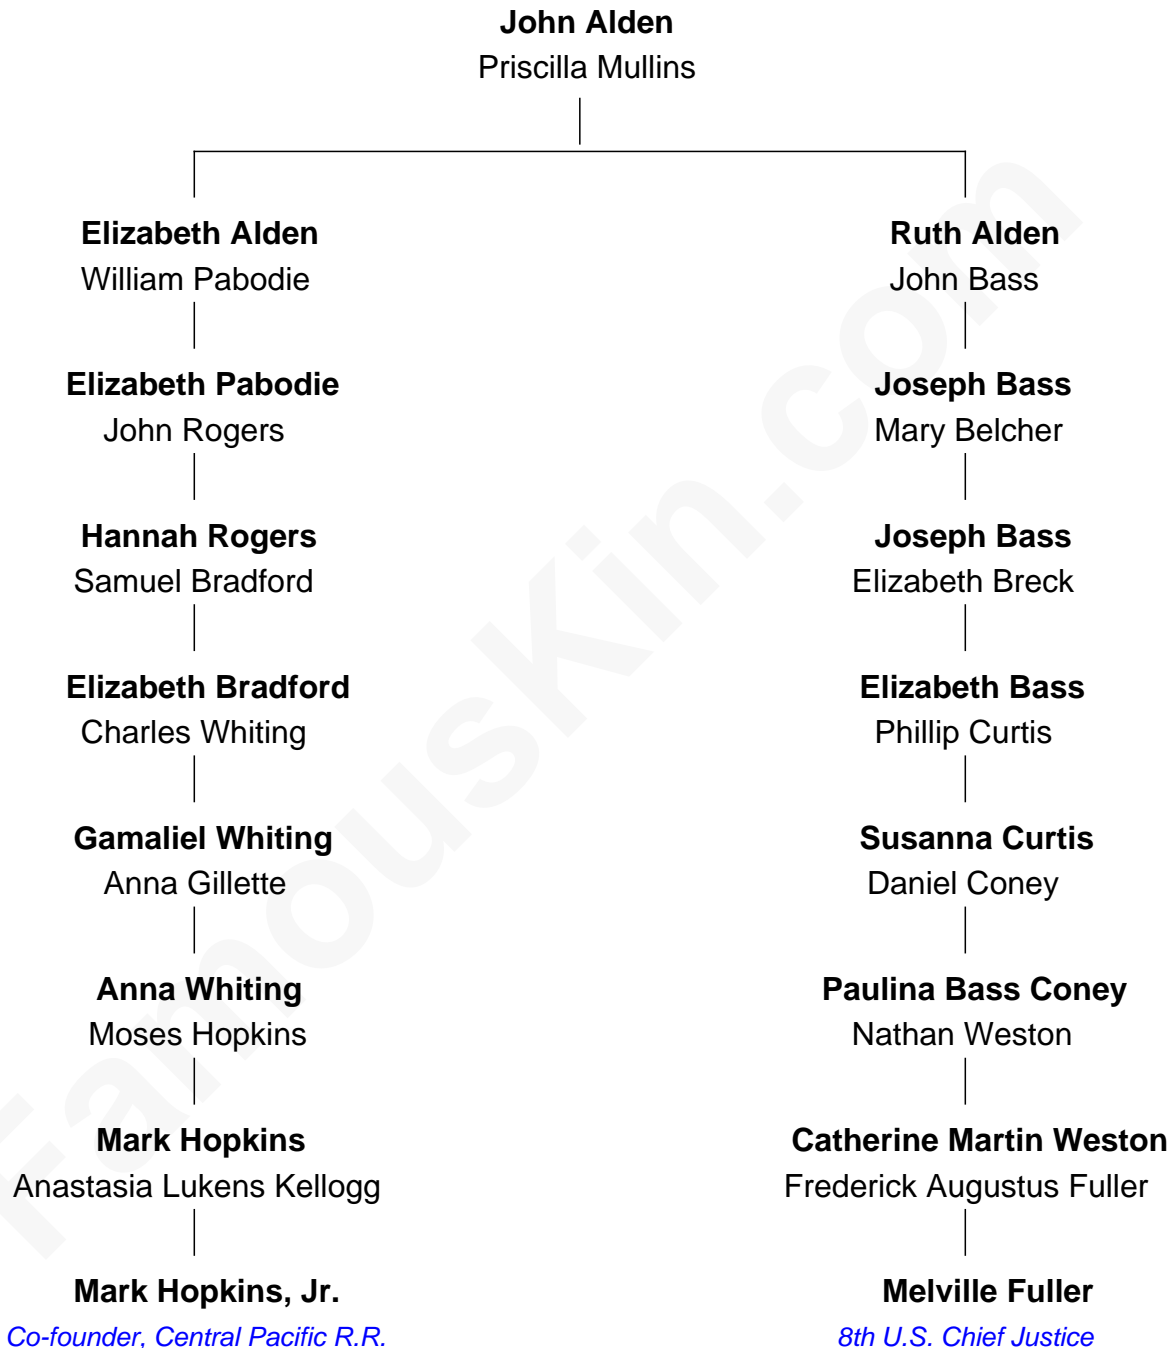 John Alden
Priscilla Mullins
Elizabeth Alden
William Pabodie
Ruth Alden
John Bass
Elizabeth Pabodie
John Rogers
Joseph Bass
Mary Belcher
Hannah Rogers
Samuel Bradford
Joseph Bass
Elizabeth Breck
Elizabeth Bradford
Charles Whiting
Elizabeth Bass
Phillip Curtis
Gamaliel Whiting
Anna Gillette
Susanna Curtis
Daniel Coney
Anna Whiting
Moses Hopkins
Paulina Bass Coney
Nathan Weston
Mark Hopkins
Anastasia Lukens Kellogg
Catherine Martin Weston
Frederick Augustus Fuller
Mark Hopkins, Jr.
Co-founder, Central Pacific R.R.
Melville Fuller
8th U.S. Chief Justice
FamousKin.com